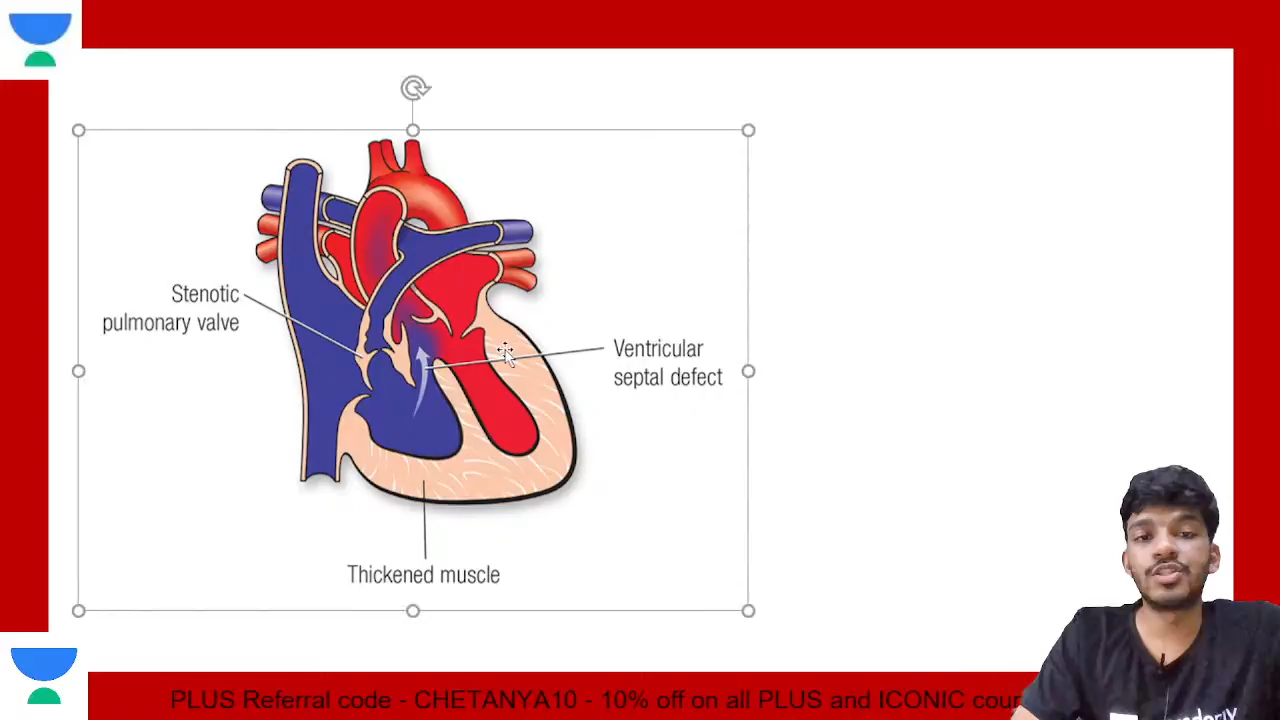 Stenotic
pulmonary valve
Ventricular
septal defect
Thickened muscle
PLUS Referral code - CHETANYA10 - 10% off on all PLUS and ICONIC